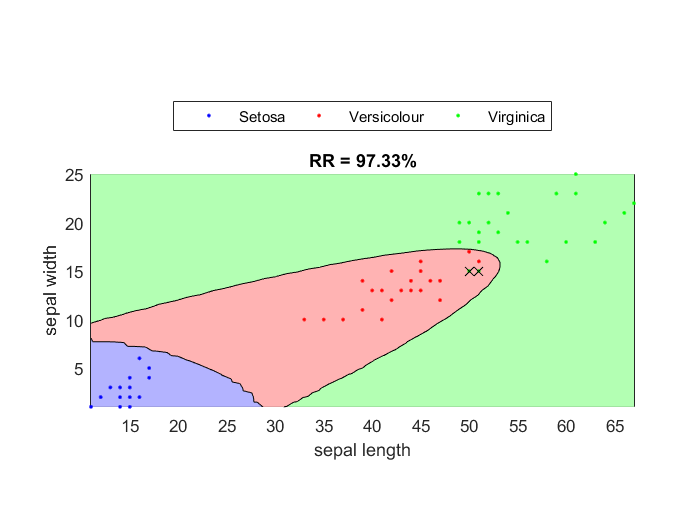 Setosa Versicolour Virginica
RR = 97.33%
25
20
15
10
5
sepal width
15 20 25 30 35 40 45 50 55 60 65
sepal length